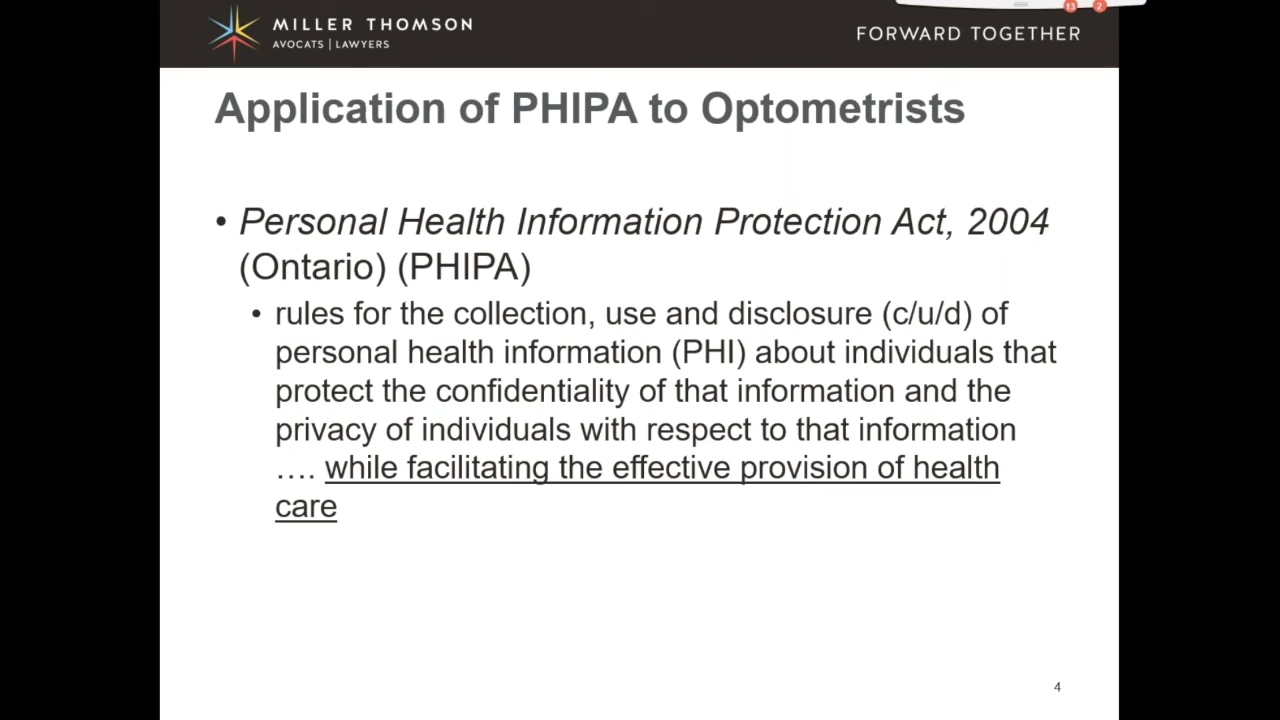 MILLER THOMSON
AVOCATS | LAWYERS
FORWARD TOGETHER
13
2
Application of PHIPA to Optometrists
• Personal Health Information Protection Act, 2004
(Ontario) (PHIPA)
• rules for the collection, use and disclosure (c/u/d) of
personal health information (PHI) about individuals that
protect the confidentiality of that information and the
privacy of individuals with respect to that information
…. while facilitating the effective provision of health
care
4